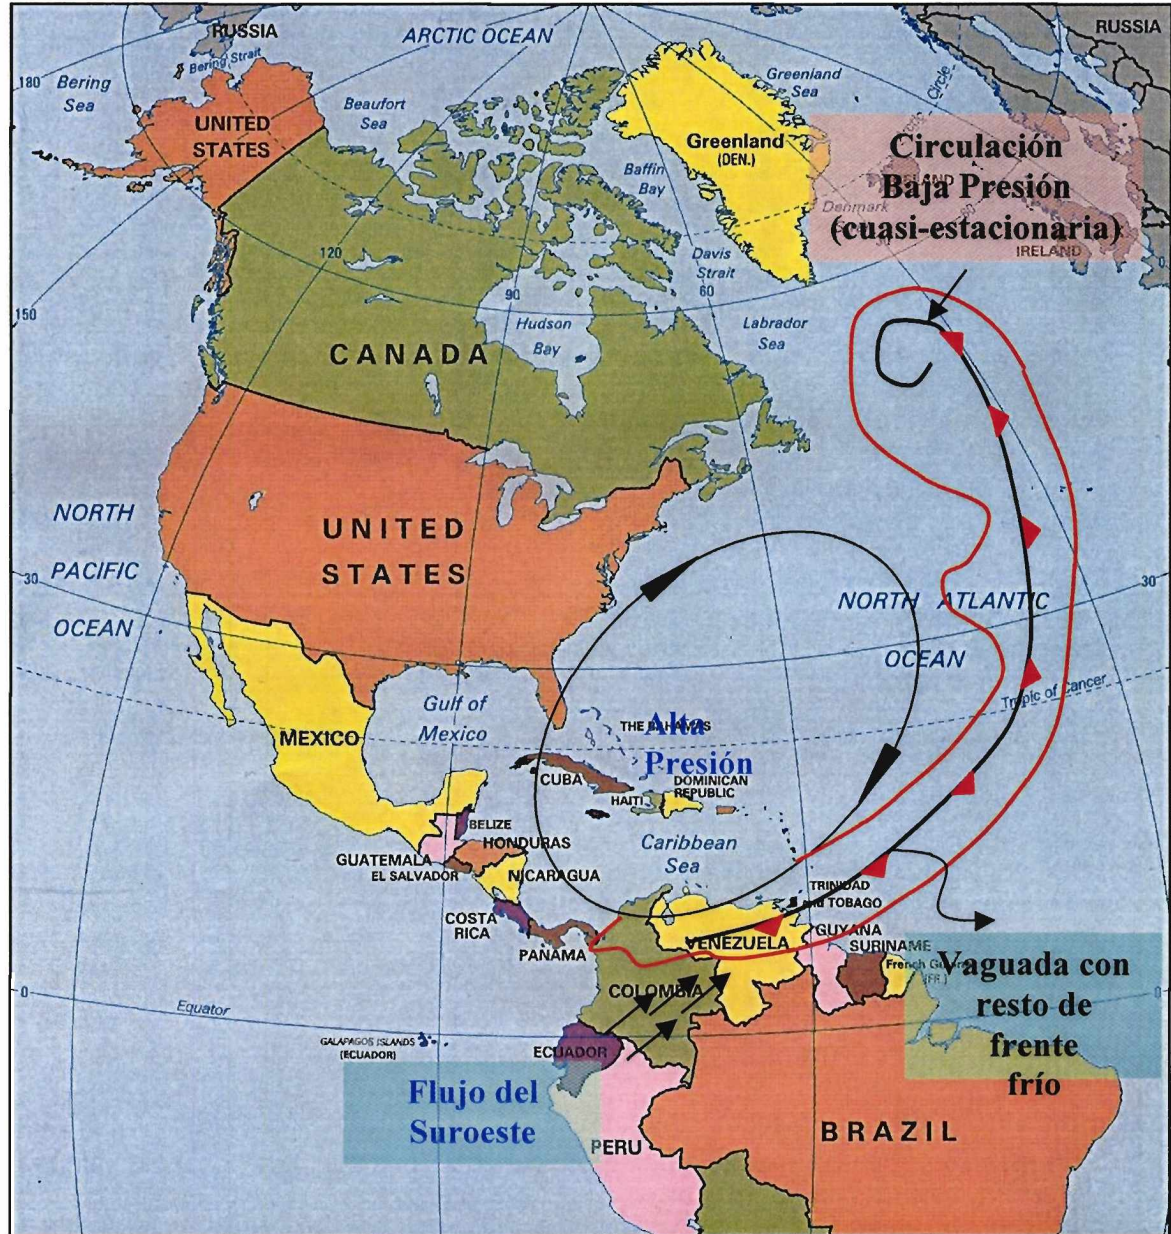 RUSSIA
Bering Strait
ARCTIC OCEAN
RUSSIA
180
Bering
Sea
Beaufort
Sea
Greenland
Sea
Circle
UNITED
STATES
Greenland
(DEN.)
Baffin
Bay
Circulación
Baja Presión
(cuasi-estacionaria)
Denmark
IRELAND
120
Davis
Strait
90
60
0
150
Hudson
Bay
Labrador
Sea
CANADA
NORTH
PACIFIC
OCEAN
UNITED
STATES
30
30
NORTH ATLANTIC
OCEAN
Tropic of Cancer
Gulf of
Mexico
THE BAHAMAS
Alta
Presión
MEXICO
CUBA
HAITI
DOMINICAN
REPUBLIC
BELIZE
HONDURAS
Caribbean
Sea
GUATEMALA
EL SALVADOR
NICARAGUA
TRINIDAD
and TOBAGO
COSTA
RICA
PANAMA
VENEZUELA
GUYANA
SURINAME
French
(FR.)
Vaguada con
resto de
frente
frío
COLOMBIA
0
0
Equator
GALAPAGOS ISLANDS
(ECUADOR)
ECUADOR
Flujo del
Suroeste
PERU
BRAZIL